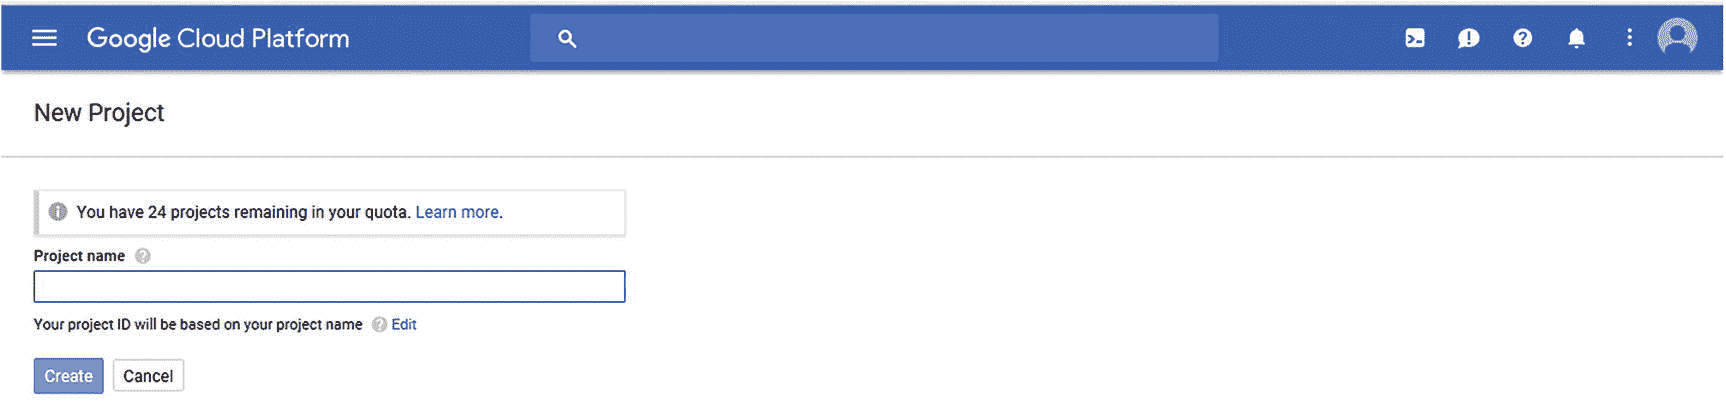 Google Cloud Platform
New Project
You have 24 projects remaining in your quota. Learn more.
Project name
Your project ID will be based on your project name Edit
Create Cancel